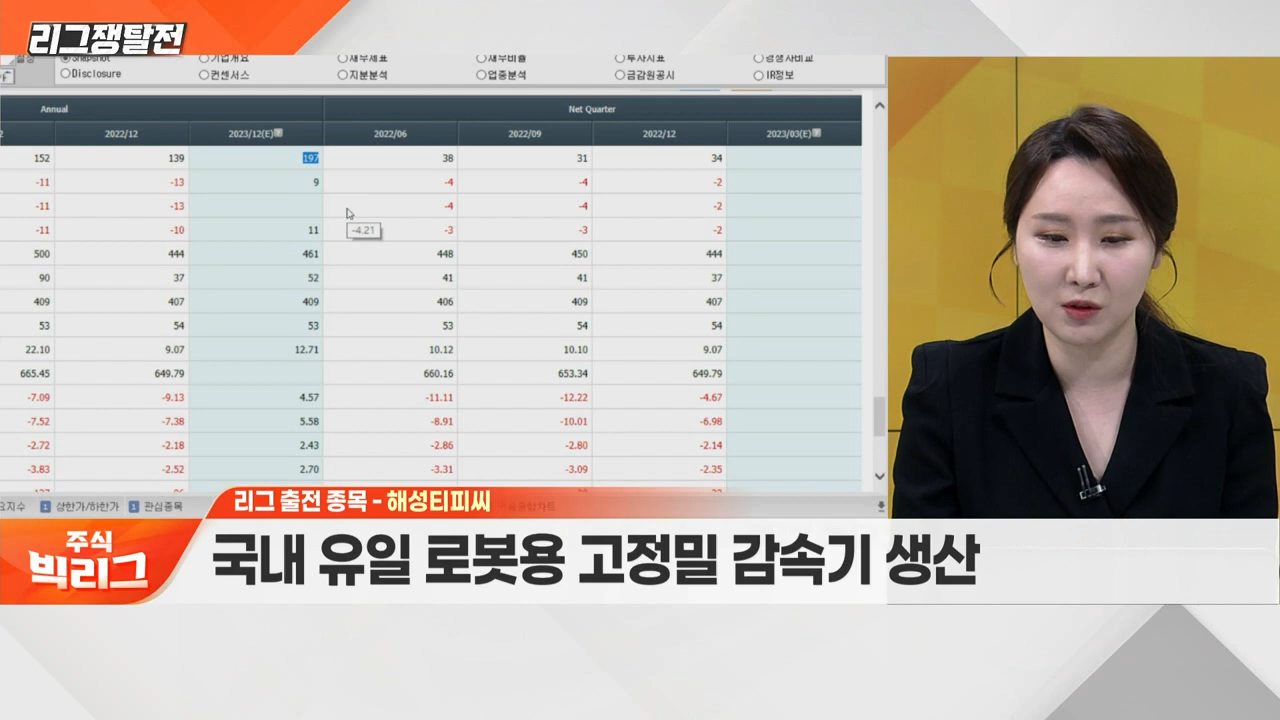 리그쟁탈전
Snapshot 기업개요 재무제표 재무비율 투자지표 경쟁사비교
Disclosure 컨센서스 지분분석 업종분석 금감원공시 IR정보
Annual Net Quarter
2022/12 2023/12(E) 2022/06 2022/09 2022/12 2023/03(E)
152 139 197 38 31 34
-11 -13 9 -4 -4 -2
-11 -13 -4 -4 -2
-11 -10 11 -4.21 -3 -3 -2
500 444 461 448 450 444
90 37 52 41 41 37
409 407 409 406 409 407
53 54 53 53 54 54
22.10 9.07 12.71 10.12 10.10 9.07
665.45 649.79 660.16 653.34 649.79
-7.09 -9.13 4.57 -11.11 -12.22 -4.67
-7.52 -7.38 5.58 -8.91 -10.01 -6.98
-2.72 -2.18 2.43 -2.86 -2.80 -2.14
-3.83 -2.52 2.70 -3.31 -3.09 -2.35
요지수 1 상한가/하한가 1 관심종목
리그 출전 종목 - 해성티피씨
주식
빅리그
국내 유일 로봇용 고정밀 감속기 생산